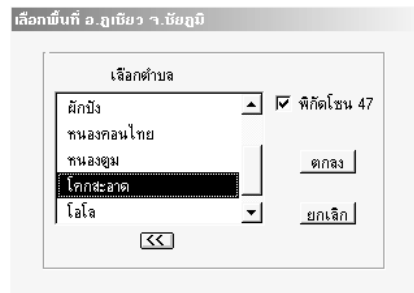 เลือกพื้นที่ อ.ภูเขียว จ.ชัยภูมิ
เลือกตำบล
ผักปัง
หนองคอนไทย
หนองตูม
โคกสะอาด
โอโล
<<
พิกัดโซน 47
ตกลง
ยกเลิก